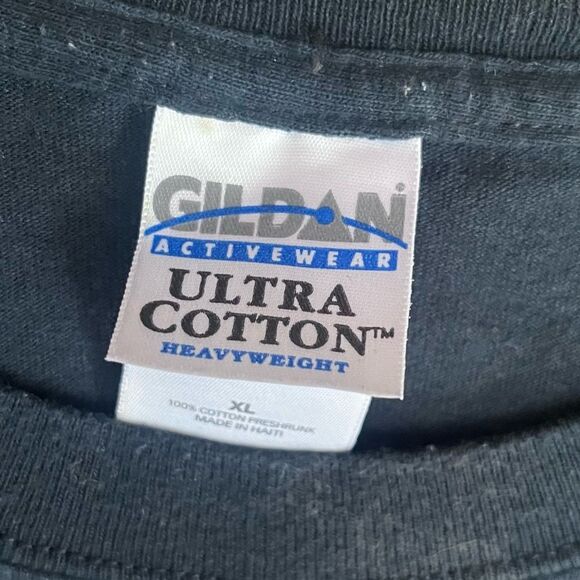 GILDAN®
ACTIVEWEAR
ULTRA
COTTON™
HEAVYWEIGHT
XL
100% COTTON PRESHRUNK
MADE IN HAITI